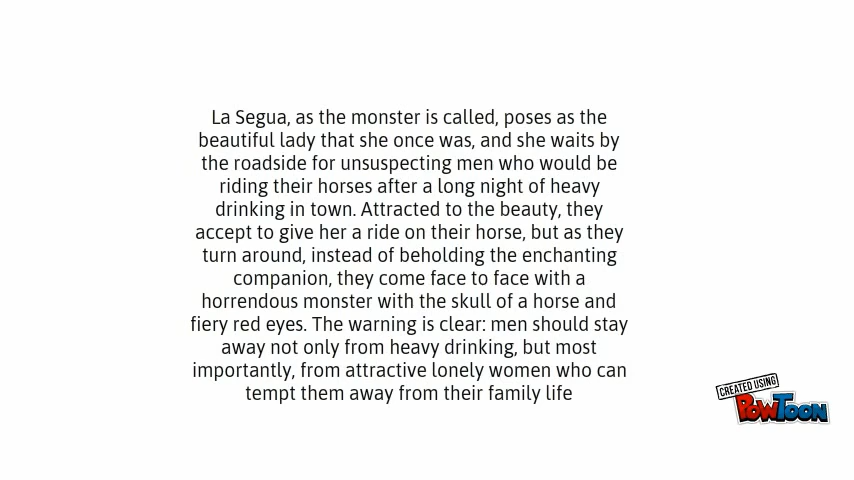 La Segua, as the monster is called, poses as the
beautiful lady that she once was, and she waits by
the roadside for unsuspecting men who would be
riding their horses after a long night of heavy
drinking in town. Attracted to the beauty, they
accept to give her a ride on their horse, but as they
turn around, instead of beholding the enchanting
companion, they come face to face with a
horrendous monster with the skull of a horse and
fiery red eyes. The warning is clear: men should stay
away not only from heavy drinking, but most
importantly, from attractive lonely women who can
tempt them away from their family life
CREATED USING
POWTOON